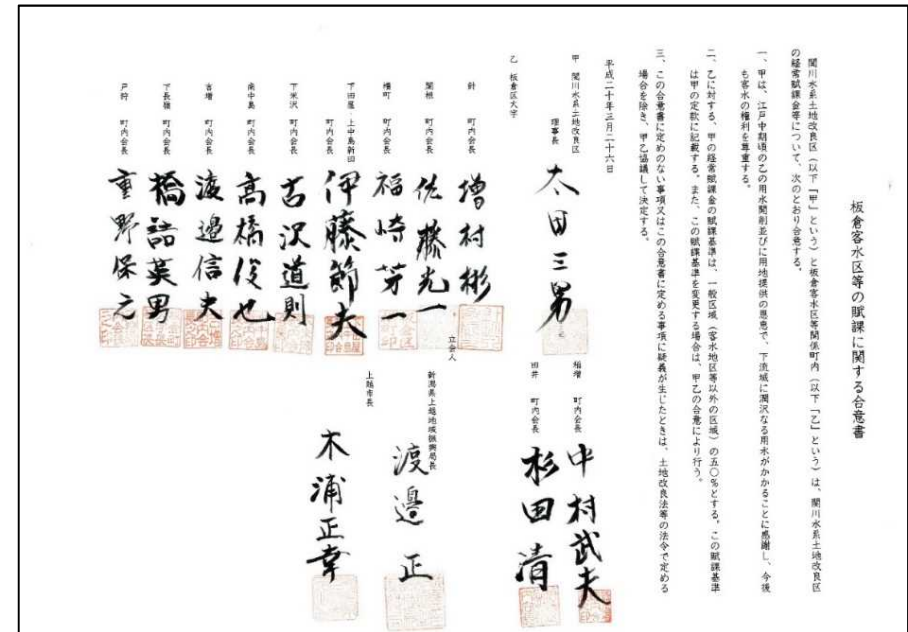 板倉客水区等の賦課に関する合意書
関川水系土地改良区（以下「甲」という）と板倉客水区等関係町内（以下「乙」という）は、関川水系土地改良区
の経常賦課金等について、次のとおり合意する。
一、甲は、江戸中期頃の乙の用水開削並びに用地提供の恩恵で、下流域に潤沢なる用水がかかることに感謝し、今後
も客水の権利を尊重する。
二、乙に対する、甲の経常賦課金の賦課基準は、一般区域（客水地区等以外の区域）の五〇％とする。この賦課基準
は甲の定款に記載する。また、この賦課基準を変更する場合は、甲乙の合意により行う。
三、この合意書に定めのない事項又はこの合意書に定める事項に疑義が生じたときは、土地改良法等の法令で定める
場合を除き、甲乙協議して決定する。
平成二十年三月二十六日
甲 関川水系土地改良区
理事長 太田三男
乙 板倉区大字
針 町内会長 増村彬
関根 町内会長 佐藤光一
横町 町内会長 福崎芳一
下田屋・上中島新田 町内会長 伊藤節夫
下米沢 町内会長 古沢道則
南中島 町内会長 高橋俊也
吉増 町内会長 渡邉信夫
下長嶺 町内会長 橋詰英男
戸狩 町内会長 重野保之
稲増 町内会長 中村武夫
田井 町内会長 杉田清
立会人
新潟県上越地域振興局長 渡邉正
上越市長 木浦正幸